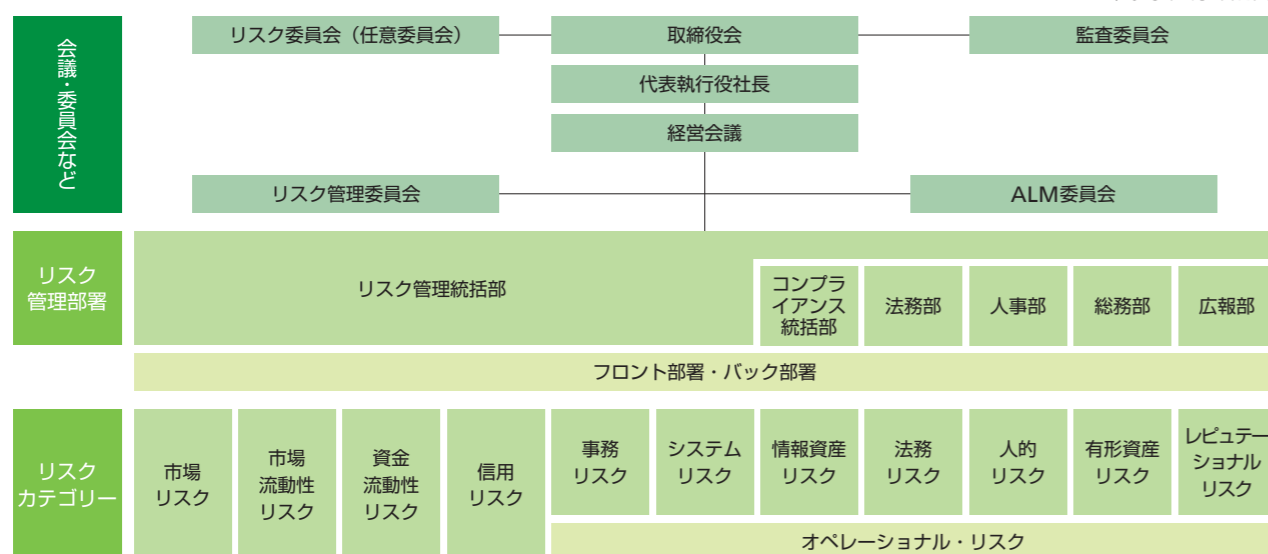 会議・委員会など
リスク委員会（任意委員会）
取締役会
監査委員会
代表執行役社長
経営会議
リスク管理委員会
ALM委員会
リスク
管理部署
リスク管理統括部
コンプラ
イアンス
統括部
法務部
人事部
総務部
広報部
フロント部署・バック部署
リスク
カテゴリー
市場
リスク
市場
流動性
リスク
資金
流動性
リスク
信用
リスク
事務
リスク
システム
リスク
情報資産
リスク
法務
リスク
人的
リスク
有形資産
リスク
レピュテー
ショナル
リスク
オペレーショナル・リスク